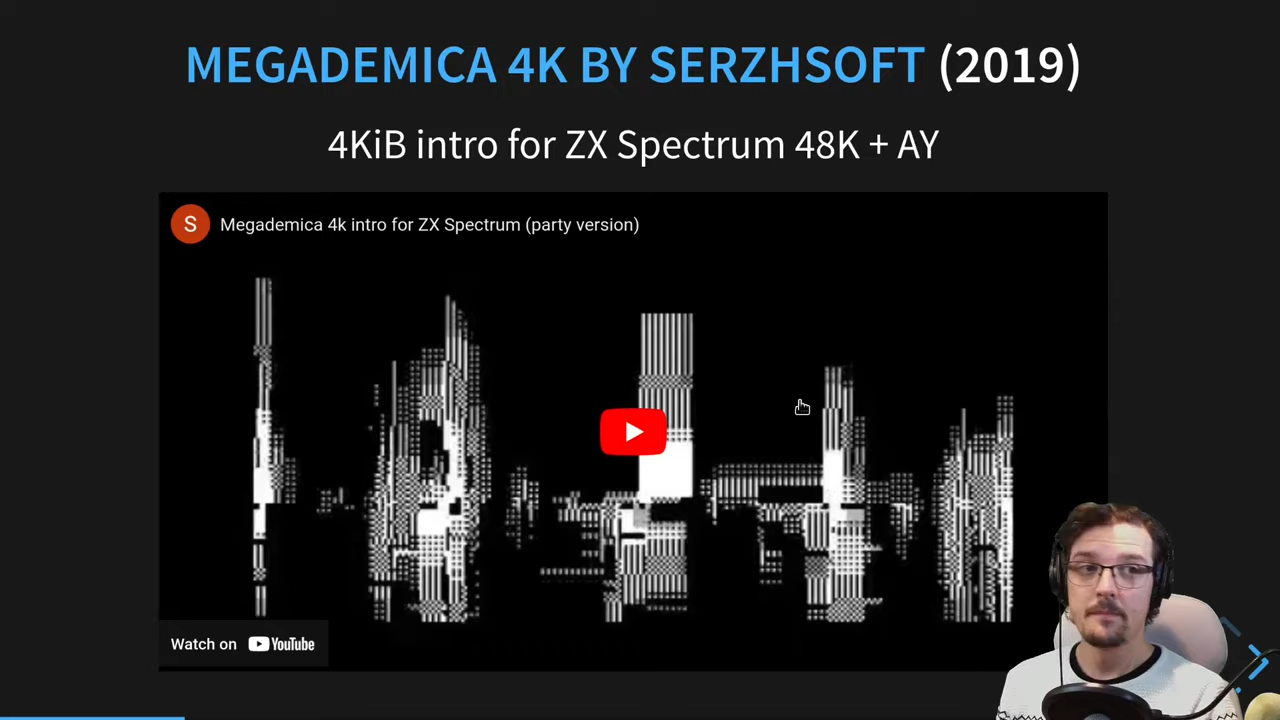 MEGADEMICA 4K BY SERZHSOFT (2019)
4KiB intro for ZX Spectrum 48K + AY
S
Megademica 4k intro for ZX Spectrum (party version)
Watch on YouTube